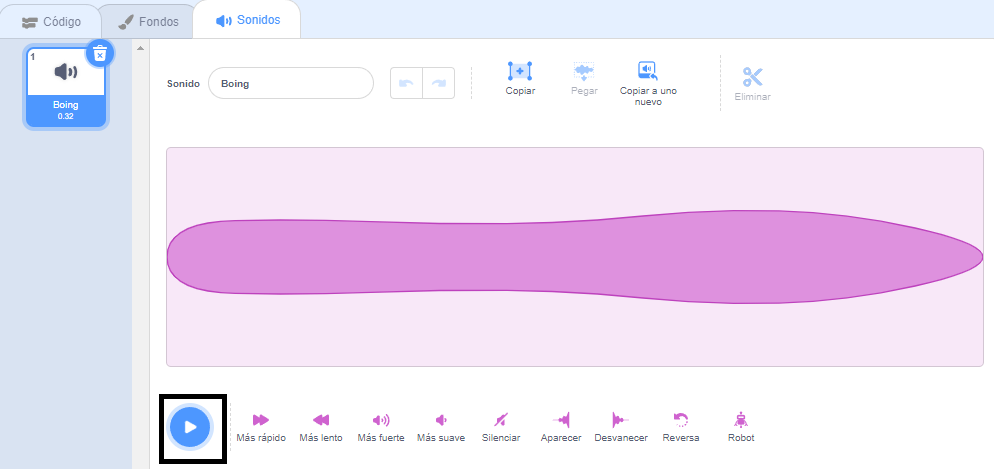 Código
Fondos
Sonidos
1
Boing
0.32
Sonido
Boing
Copiar
Pegar
Copiar a uno
nuevo
Eliminar
Más rápido
Más lento
Más fuerte
Más suave
Silenciar
Aparecer
Desvanecer
Reversa
Robot